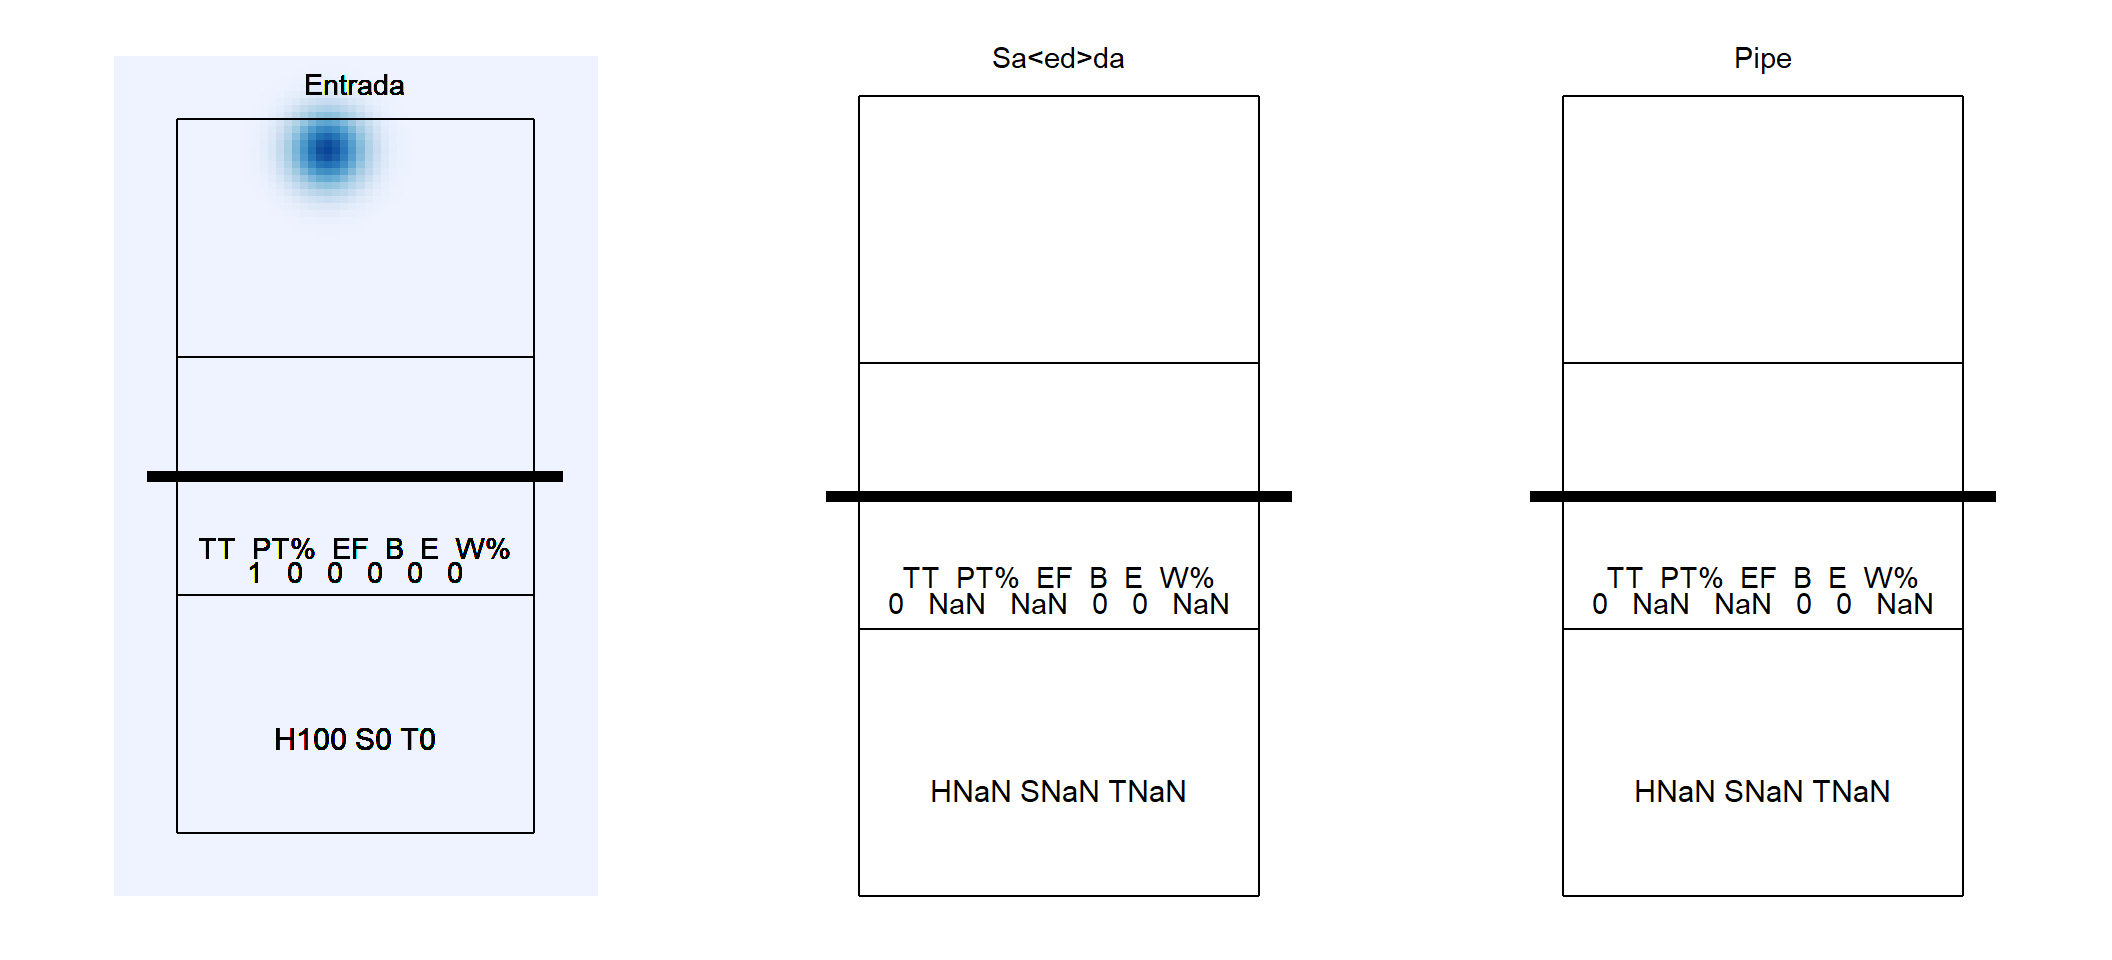 Entrada
TT PT% EF B E W%
1 0 0 0 0 0
H100 S0 T0
Sa<ed>da
TT PT% EF B E W%
0 NaN NaN 0 0 NaN
HNaN SNaN TNaN
Pipe
TT PT% EF B E W%
0 NaN NaN 0 0 NaN
HNaN SNaN TNaN